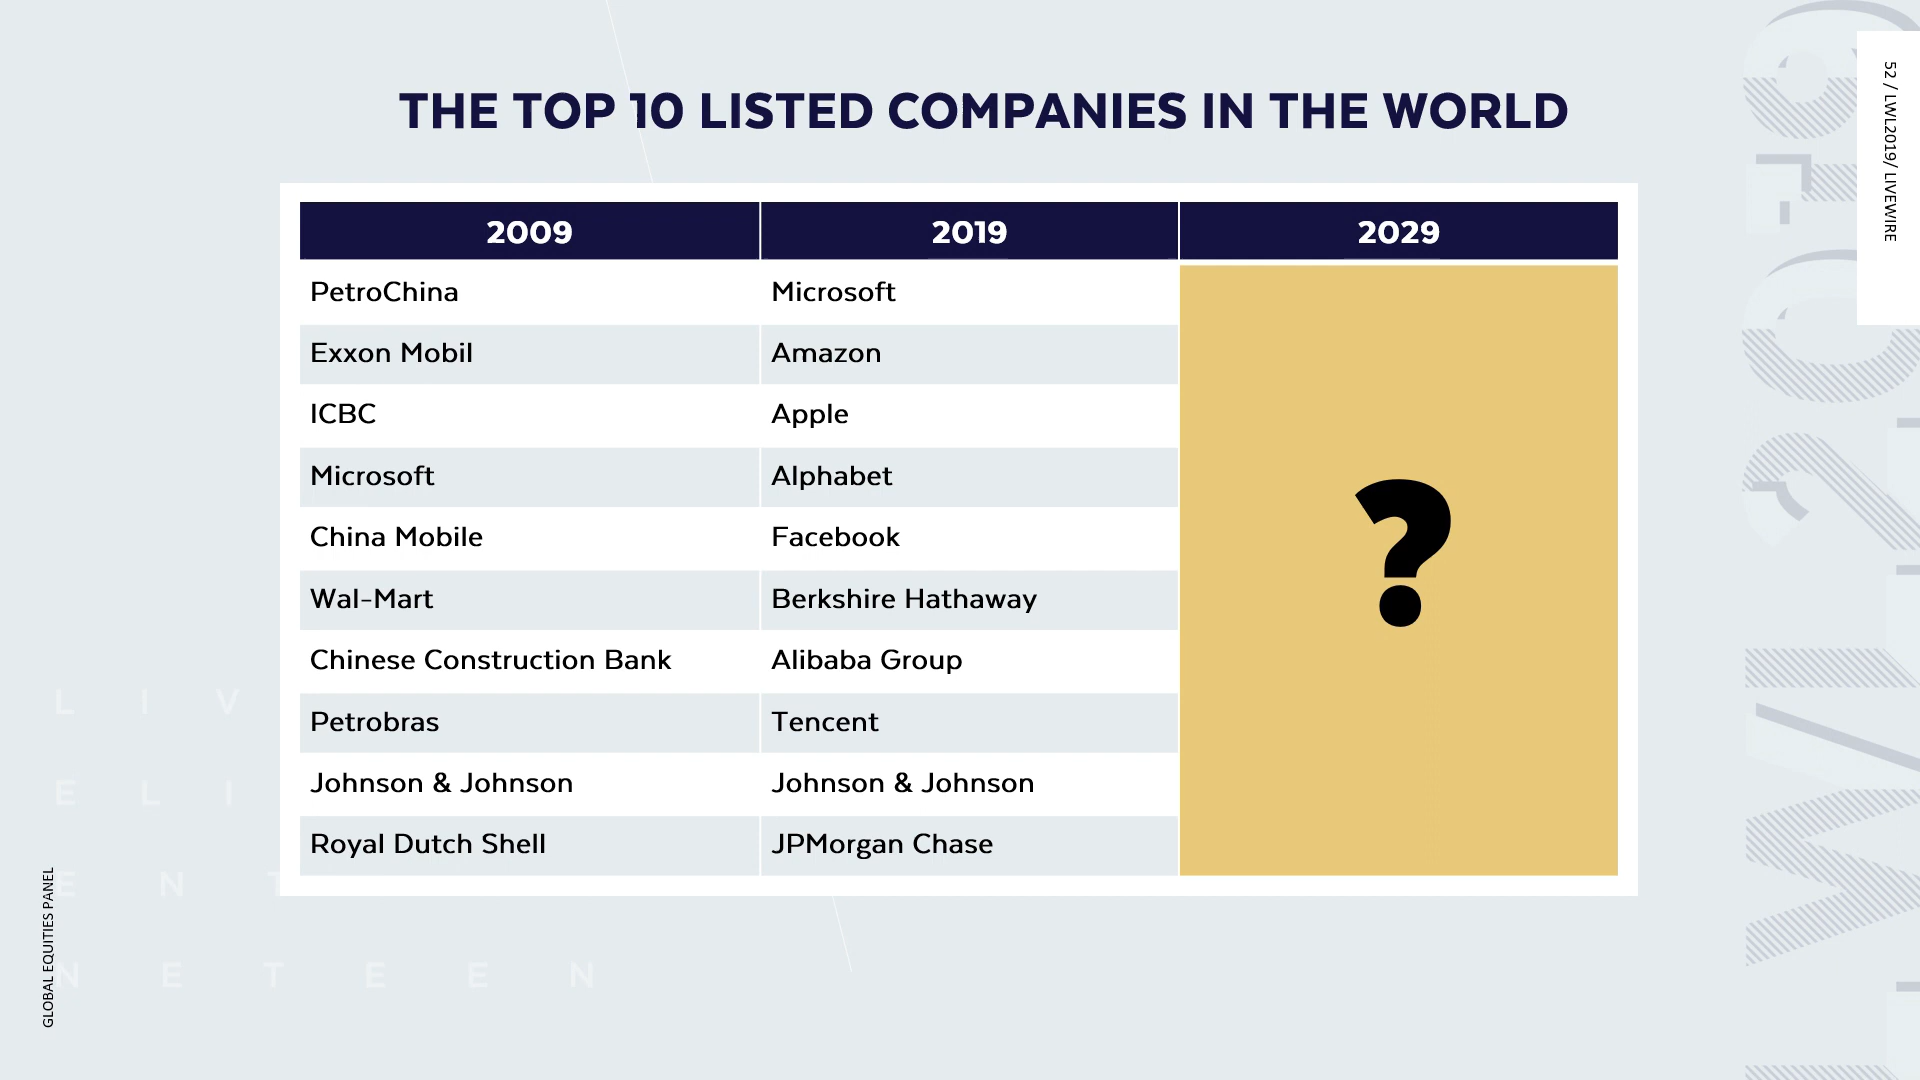 THE TOP 10 LISTED COMPANIES IN THE WORLD
2009 2019 2029
PetroChina Microsoft
Exxon Mobil Amazon
ICBC Apple
Microsoft Alphabet
China Mobile Facebook
Wal-Mart Berkshire Hathaway
Chinese Construction Bank Alibaba Group
Petrobras Tencent
Johnson & Johnson Johnson & Johnson
Royal Dutch Shell JPMorgan Chase
?
52 / LWL2019/ LIVEWIRE
GLOBAL EQUITIES PANEL
L I V
E L I
E N T
N E T E E N